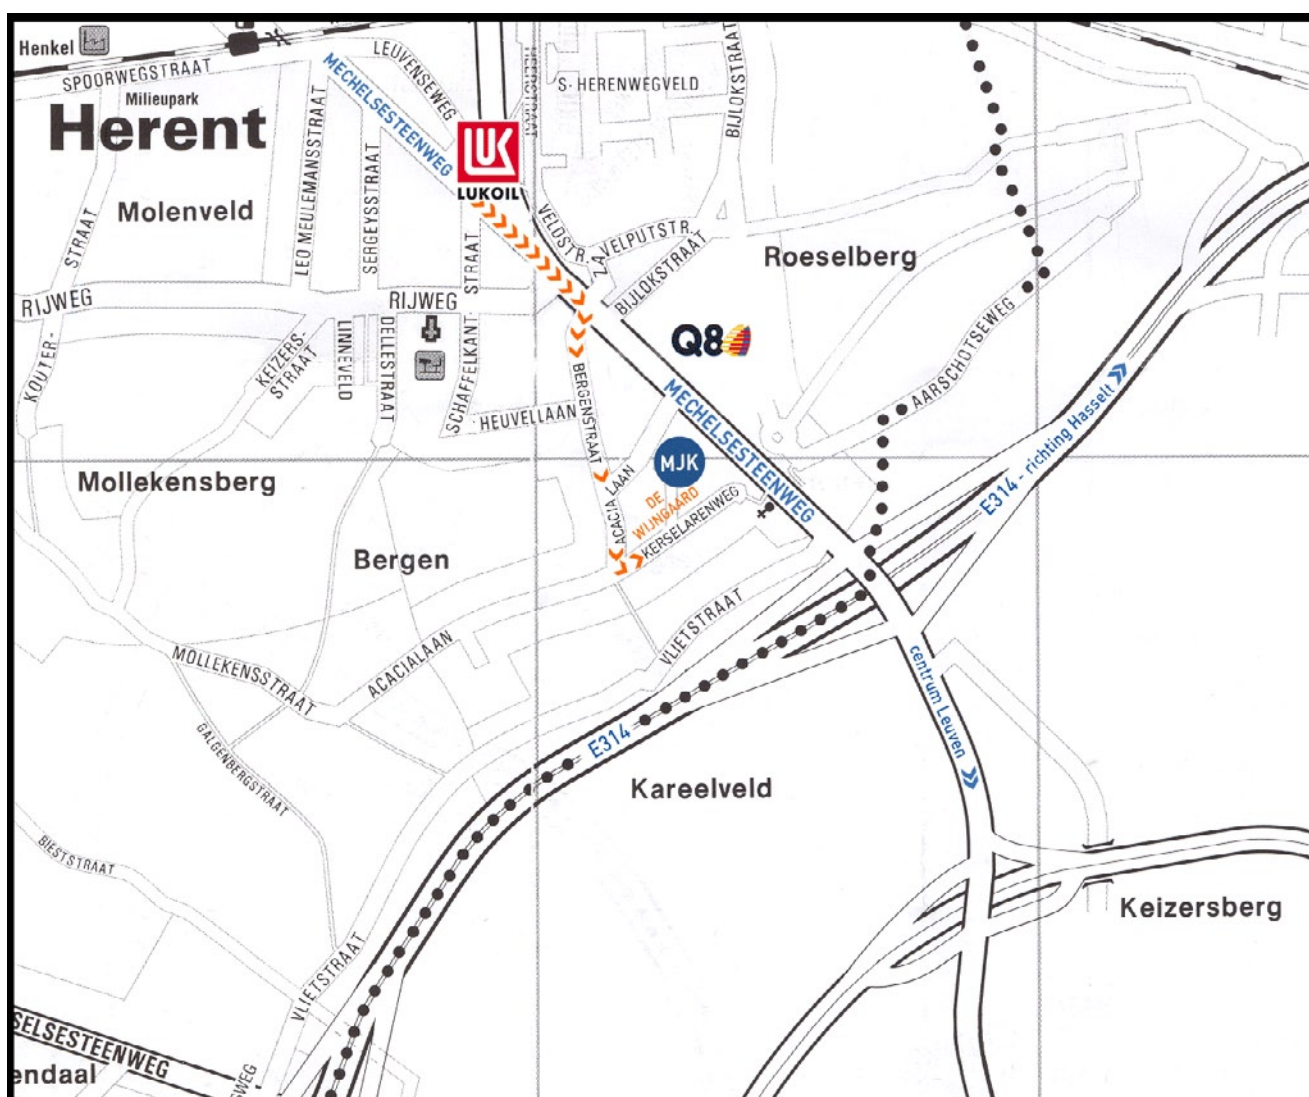 Henkel
SPOORWEGSTRAAT
LEUVENSEWEG
MECHELSESTEENWEG
S-HERENWEGVELD
BIJLOKSTRAAT
Milieupark
Herent
LUK
LUKOIL
Molenveld
LEO MEULEMANSSTRAAT
SERGEYSSTRAAT
STRAAT
STRAAT
VELDSTR.
ZAVELPUTSTR.
BIJLOKSTRAAT
Roeselberg
RIJWEG
RIJWEG
KOUTER-
KEIZERS-
STRAAT
LINNEVELD
DELLESTRAAT
SCHAFFELKANT-
HEUVELLAAN
BERGENSTRAAT
Q8
AARSCHOTSEWEG
MECHELSESTEENWEG
E314 - richting Hasselt
Mollekensberg
MJK
ACACIA LAAN
DE
WIJNGAARD
KERSELARENWEG
Bergen
VLIETSTRAAT
ACACIALAAN
MOLLEKENSSTRAAT
centrum Leuven
E314
GALGENBERGSTRAAT
Kareelveld
BIESTSTRAAT
Keizersberg
VLIETSTRAAT
SELSESTEENWEG
endaal
SWEG